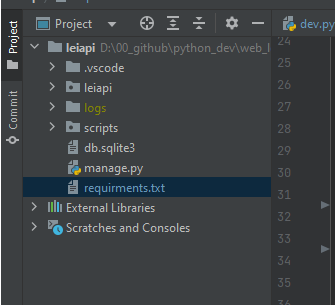 Project
dev.py
leiapi D:\00_github\python_dev\web_l
.vscode
leiapi
logs
scripts
db.sqlite3
manage.py
requirments.txt
External Libraries
Scratches and Consoles
Project
Commit
24
25
26
27
28
29
30
31
32
33
34
35
36